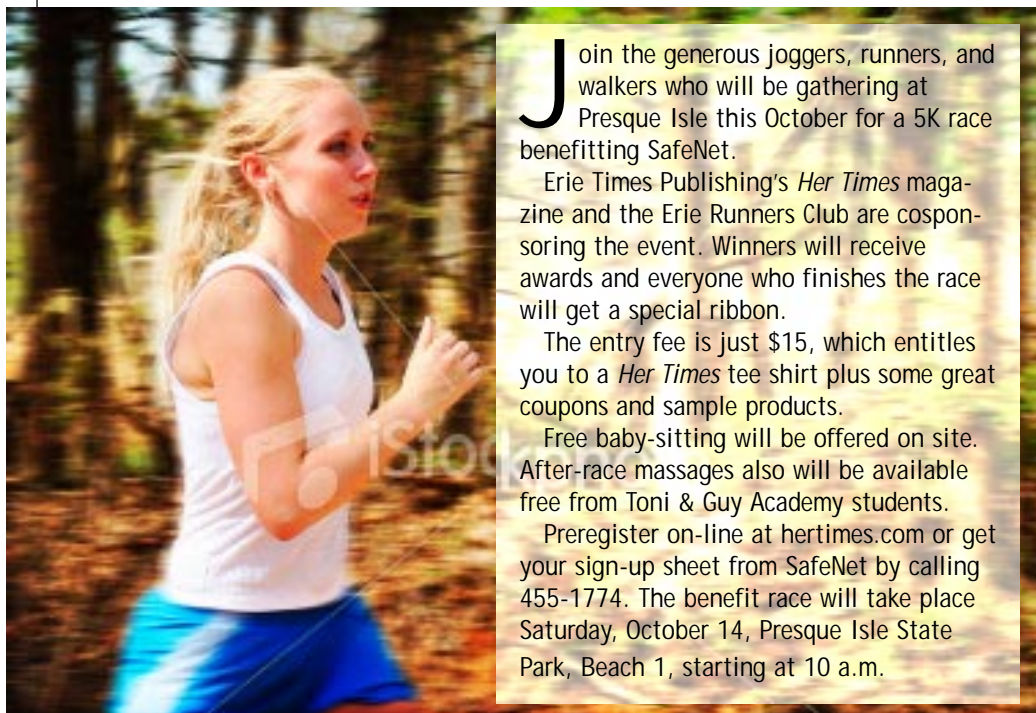 Join the generous joggers, runners, and
walkers who will be gathering at
Presque Isle this October for a 5K race
benefitting SafeNet.
Erie Times Publishing's Her Times maga-
zine and the Erie Runners Club are cospon-
soring the event. Winners will receive
awards and everyone who finishes the race
will get a special ribbon.
The entry fee is just $15, which entitles
you to a Her Times tee shirt plus some great
coupons and sample products.
Free baby-sitting will be offered on site.
After-race massages also will be available
free from Toni & Guy Academy students.
Preregister on-line at hertimes.com or get
your sign-up sheet from SafeNet by calling
455-1774. The benefit race will take place
Saturday, October 14, Presque Isle State
Park, Beach 1, starting at 10 a.m.